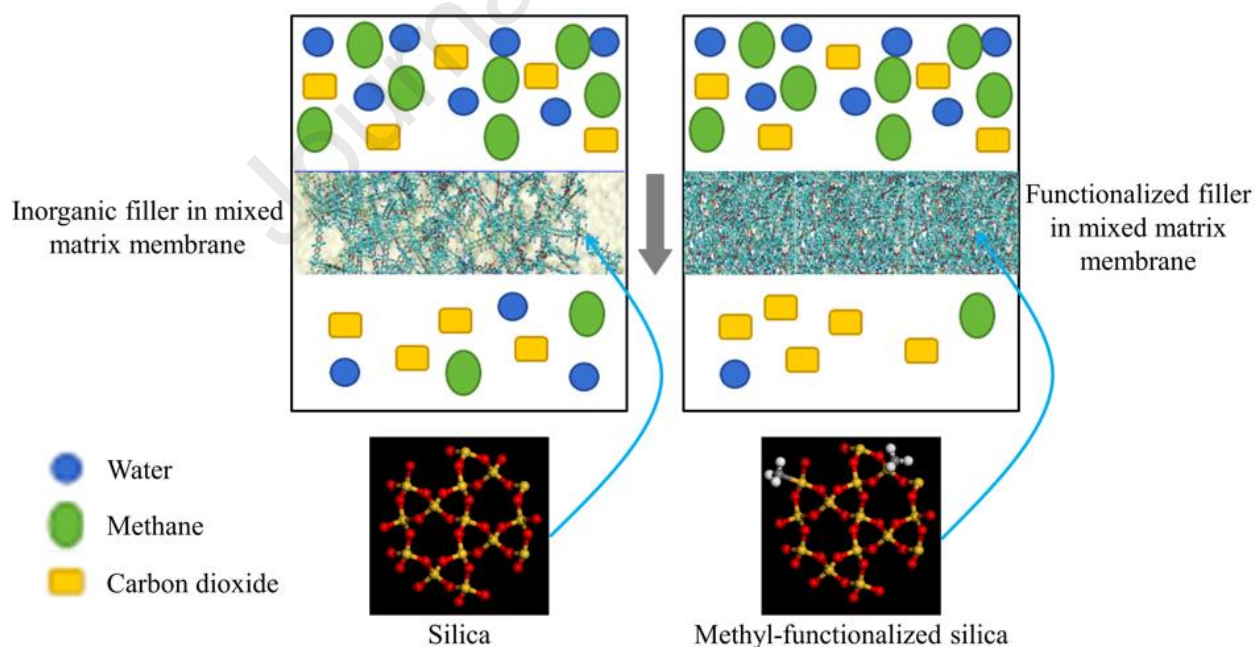 Journa
Inorganic filler in mixed
matrix membrane
Functionalized filler
in mixed matrix
membrane
Water
Methane
Carbon dioxide
Silica
Methyl-functionalized silica